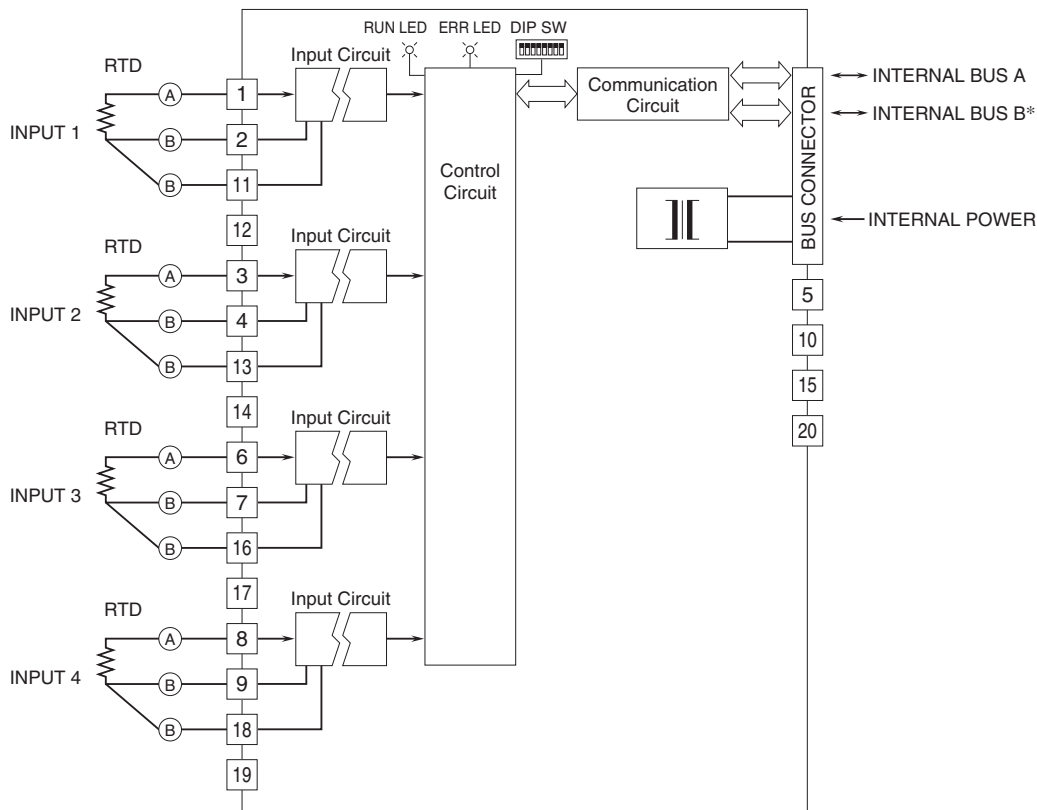 RUN LED ERR LED DIP SW
Input Circuit
RTD
INPUT 1
A 1
B 2
B 11
12
Input Circuit
RTD
INPUT 2
A 3
B 4
B 13
14
Input Circuit
RTD
INPUT 3
A 6
B 7
B 16
17
Input Circuit
RTD
INPUT 4
A 8
B 9
B 18
19
Control
Circuit
Communication
Circuit
BUS CONNECTOR
INTERNAL BUS A
INTERNAL BUS B*
INTERNAL POWER
5
10
15
20